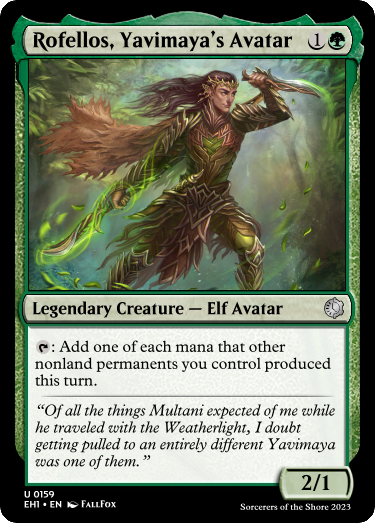 Rofellos, Yavimaya's Avatar 1
Legendary Creature — Elf Avatar
: Add one of each mana that other
nonland permanents you control produced
this turn.
“Of all the things Multani expected of me while
he traveled with the Weatherlight, I doubt
getting pulled to an entirely different Yavimaya
was one of them.”
2/1
U 0159
EH1 • EN FallFox
Sorcerers of the Shore 2023